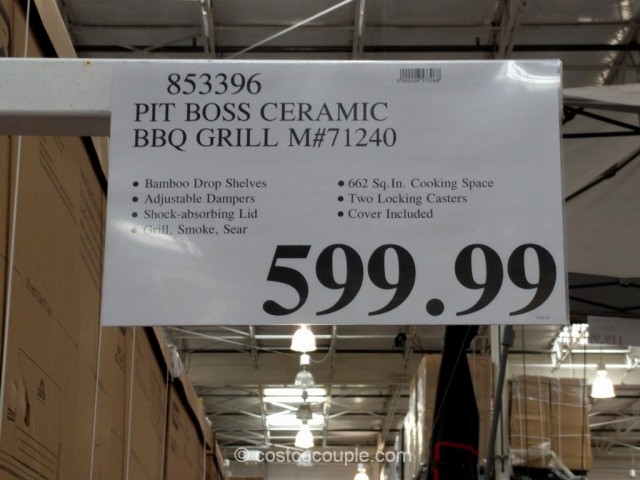 853396
PIT BOSS CERAMIC
BBQ GRILL M#71240
• Bamboo Drop Shelves
• Adjustable Dampers
• Shock-absorbing Lid
• Grill, Smoke, Sear
• 662 Sq.In. Cooking Space
• Two Locking Casters
• Cover Included
599.99
© costcocouple.com